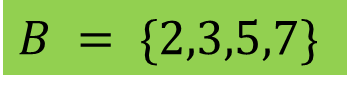 B = {2,3,5,7}